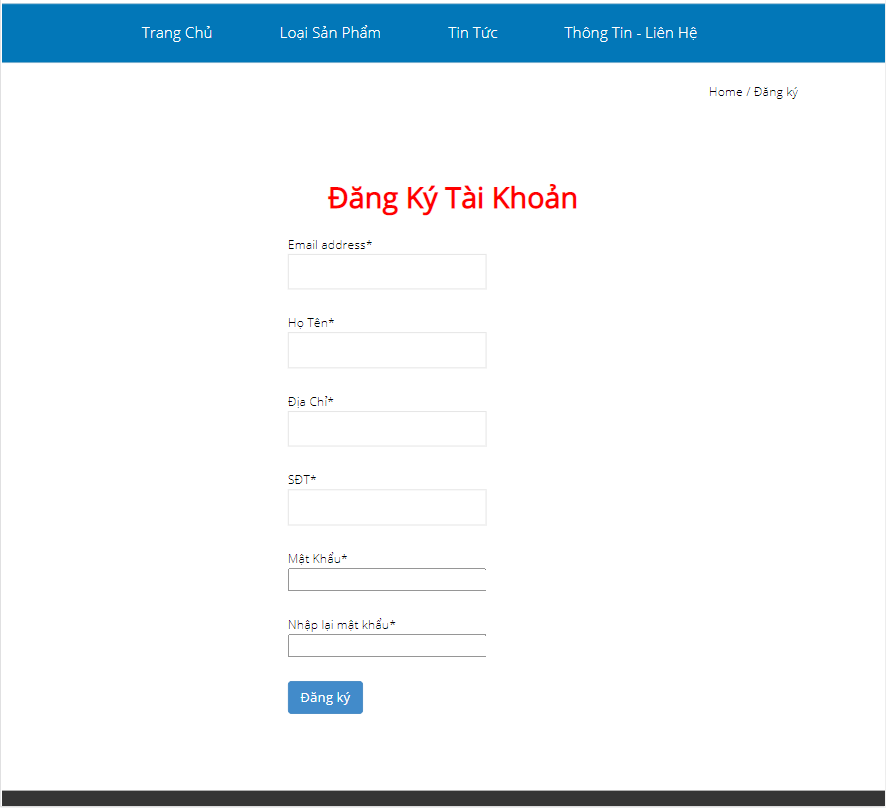 Trang Chủ Loại Sản Phẩm Tin Tức Thông Tin - Liên Hệ
Home / Đăng ký
Đăng Ký Tài Khoản
Email address*
Họ Tên*
Địa Chỉ*
SĐT*
Mật Khẩu*
Nhập lại mật khẩu*
Đăng ký